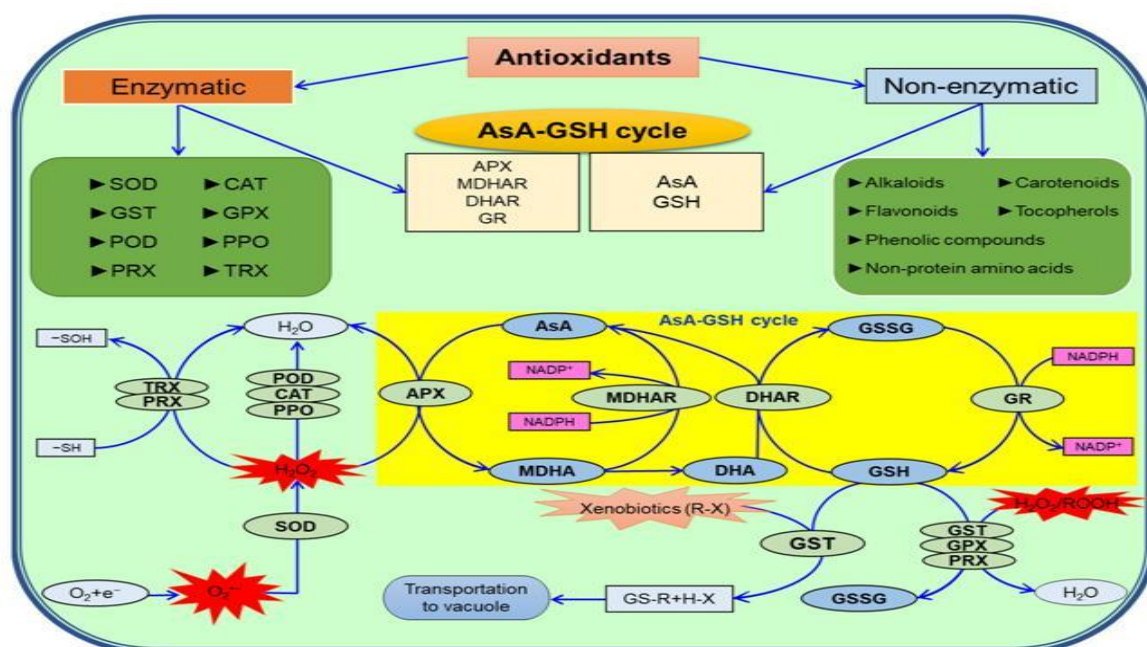 Antioxidants
Enzymatic
Non-enzymatic
AsA-GSH cycle
►SOD ►CAT
►GST ►GPX
►POD ►PPO
►PRX ►TRX
APX
MDHAR
DHAR
GR
AsA
GSH
►Alkaloids ►Carotenoids
►Flavonoids ►Tocopherols
►Phenolic compounds
►Non-protein amino acids
−SOH
TRX
PRX
−SH
H₂O
POD
CAT
PPO
H₂O₂
SOD
O₂+e⁻
O₂•−
AsA-GSH cycle
AsA
APX
NADP⁺
NADPH
MDHAR
MDHA
DHA
DHAR
GSSG
GSH
NADPH
GR
NADP⁺
Xenobiotics (R-X)
GST
GS-R+H-X
Transportation
to vacuole
H₂O₂/ROOH
GST
GPX
PRX
GSSG
H₂O